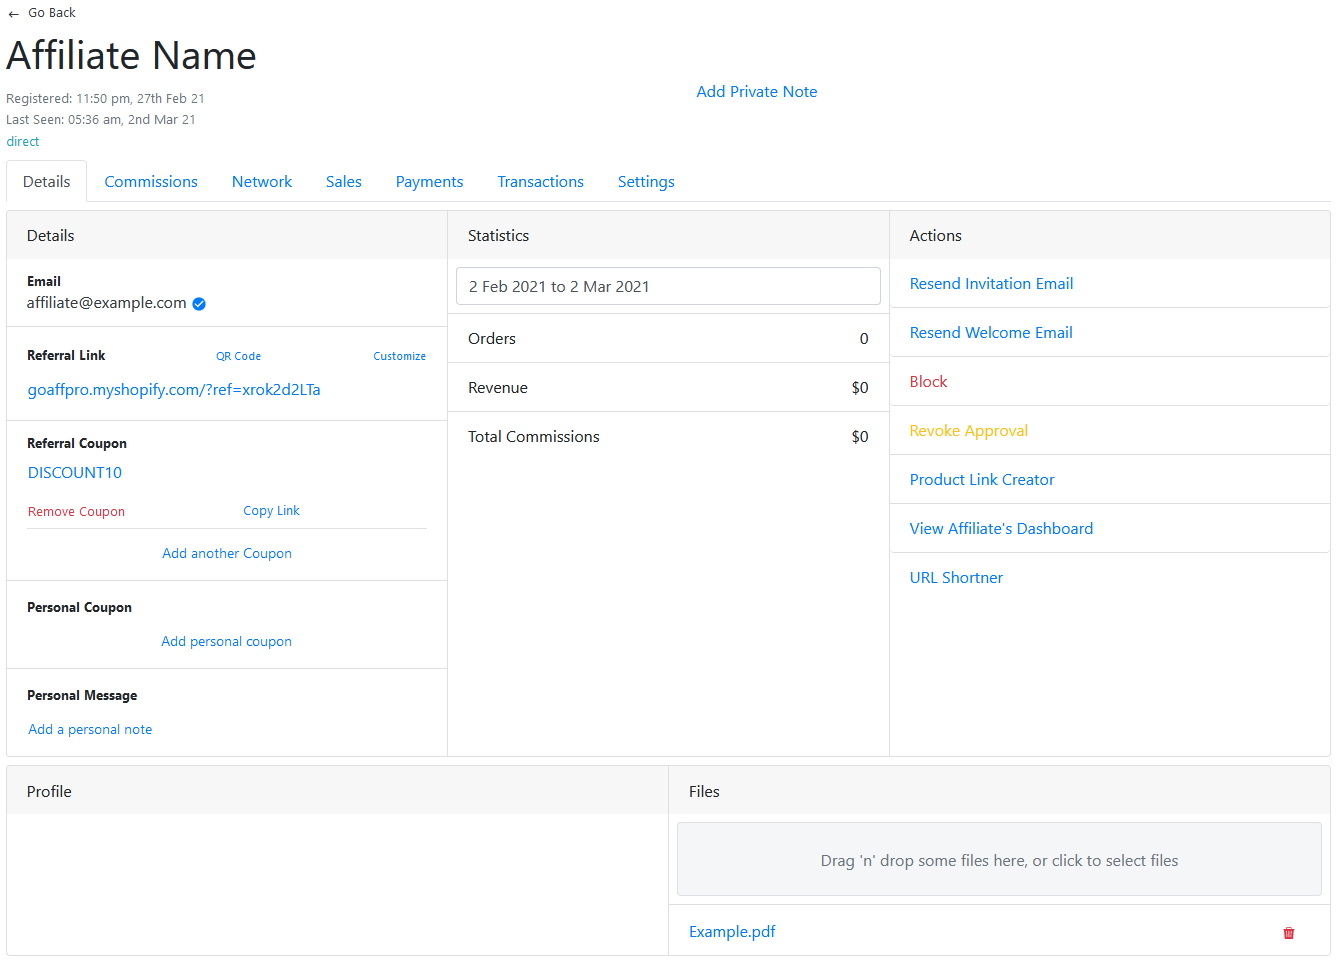 ← Go Back
Affiliate Name
Registered: 11:50 pm, 27th Feb 21
Add Private Note
Last Seen: 05:36 am, 2nd Mar 21
direct
Details Commissions Network Sales Payments Transactions Settings
Details
Email
affiliate@example.com
Referral Link QR Code Customize
goaffpro.myshopify.com/?ref=xrok2d2LTa
Referral Coupon
DISCOUNT10
Remove Coupon Copy Link
Add another Coupon
Personal Coupon
Add personal coupon
Personal Message
Add a personal note
Statistics
2 Feb 2021 to 2 Mar 2021
Orders 0
Revenue $0
Total Commissions $0
Actions
Resend Invitation Email
Resend Welcome Email
Block
Revoke Approval
Product Link Creator
View Affiliate's Dashboard
URL Shortner
Profile
Files
Drag 'n' drop some files here, or click to select files
Example.pdf